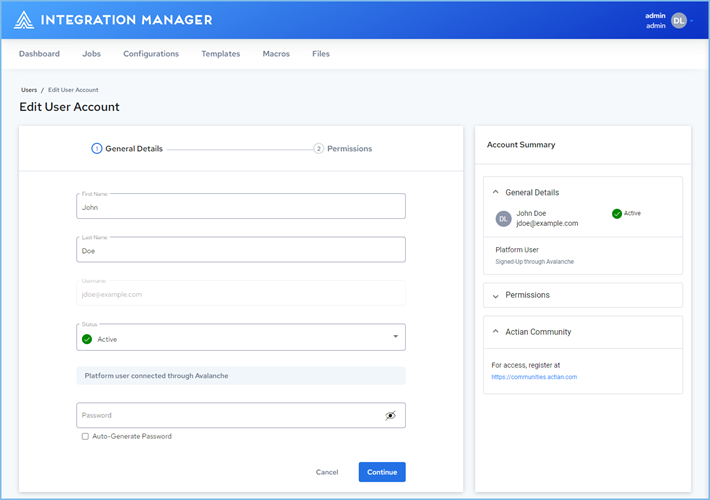 INTEGRATION MANAGER
admin
admin
DL
Dashboard Jobs Configurations Templates Macros Files
Users / Edit User Account
Edit User Account
1 General Details 2 Permissions
First Name
John
Last Name
Doe
Username
jdoe@example.com
Status
Active
Platform user connected through Avalanche
Password
Auto-Generate Password
Cancel Continue
Account Summary
General Details
DL
John Doe
jdoe@example.com
Active
Platform User
Signed-Up through Avalanche
Permissions
Actian Community
For access, register at
https://communities.actian.com